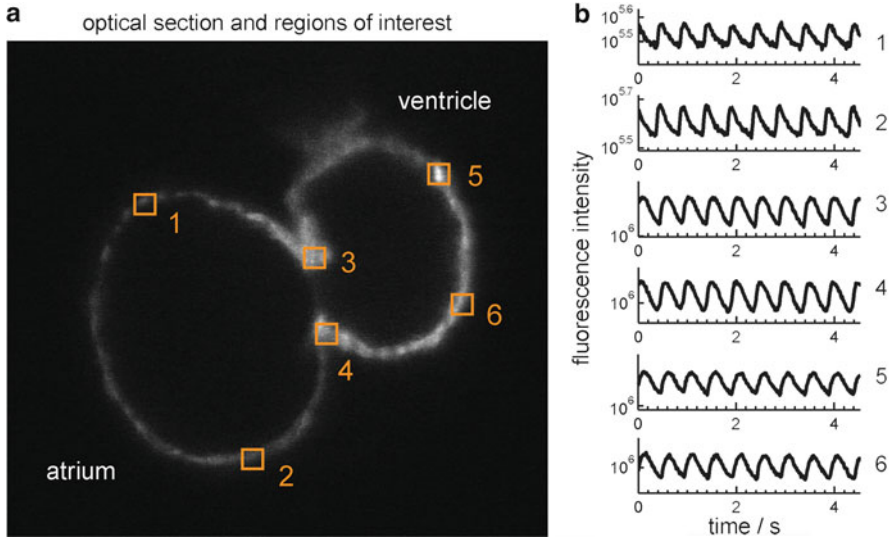 a
optical section and regions of interest
ventricle
atrium
1
2
3
4
5
6
b
fluorescence intensity
10^5.6
10^5.5
0 2 4
1
10^5.7
10^5.5
0 2 4
2
10^6
0 2 4
3
10^6
0 2 4
4
10^6
0 2 4
5
10^6
0 2 4
6
time / s